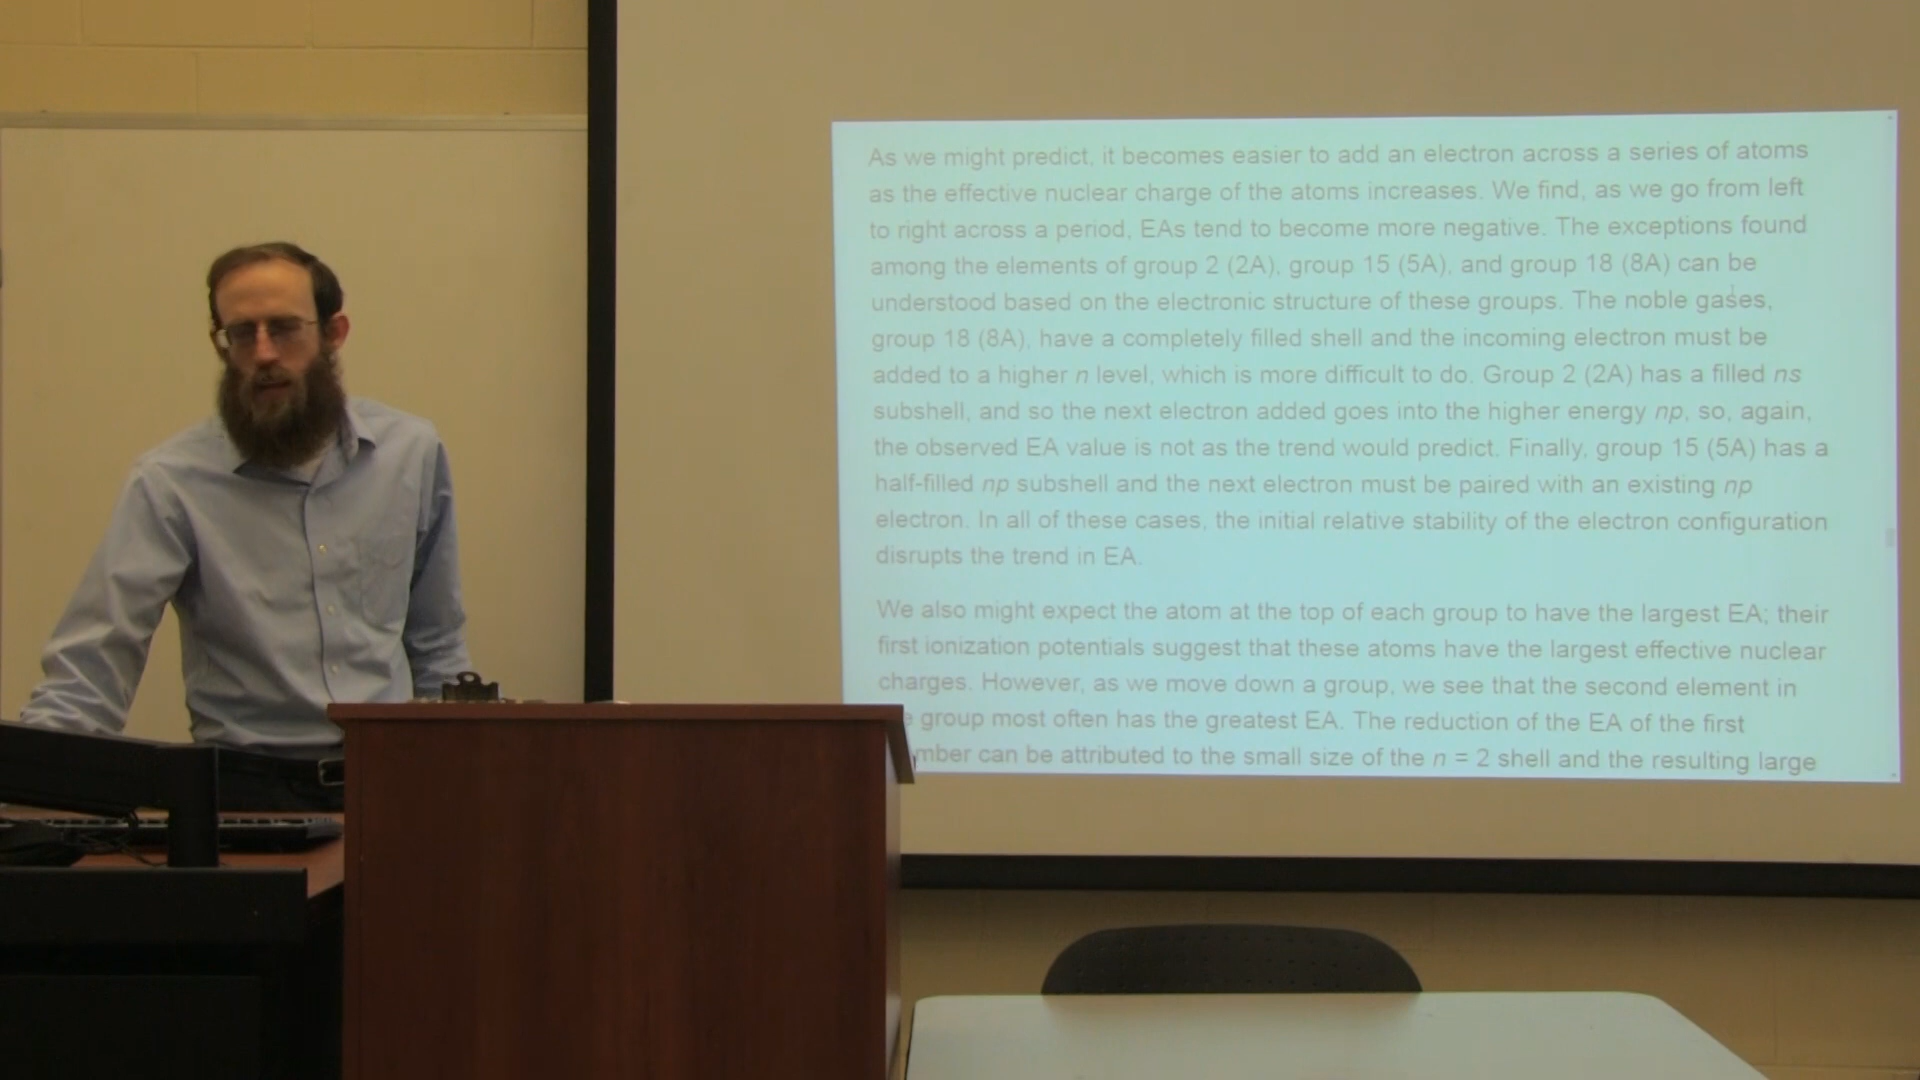 As we might predict, it becomes easier to add an electron across a series of atoms
as the effective nuclear charge of the atoms increases. We find, as we go from left
to right across a period, EAs tend to become more negative. The exceptions found
among the elements of group 2 (2A), group 15 (5A), and group 18 (8A) can be
understood based on the electronic structure of these groups. The noble gases,
group 18 (8A), have a completely filled shell and the incoming electron must be
added to a higher n level, which is more difficult to do. Group 2 (2A) has a filled ns
subshell, and so the next electron added goes into the higher energy np, so, again,
the observed EA value is not as the trend would predict. Finally, group 15 (5A) has a
half-filled np subshell and the next electron must be paired with an existing np
electron. In all of these cases, the initial relative stability of the electron configuration
disrupts the trend in EA.
We also might expect the atom at the top of each group to have the largest EA; their
first ionization potentials suggest that these atoms have the largest effective nuclear
charges. However, as we move down a group, we see that the second element in
group most often has the greatest EA. The reduction of the EA of the first
can be attributed to the small size of the n = 2 shell and the resulting large